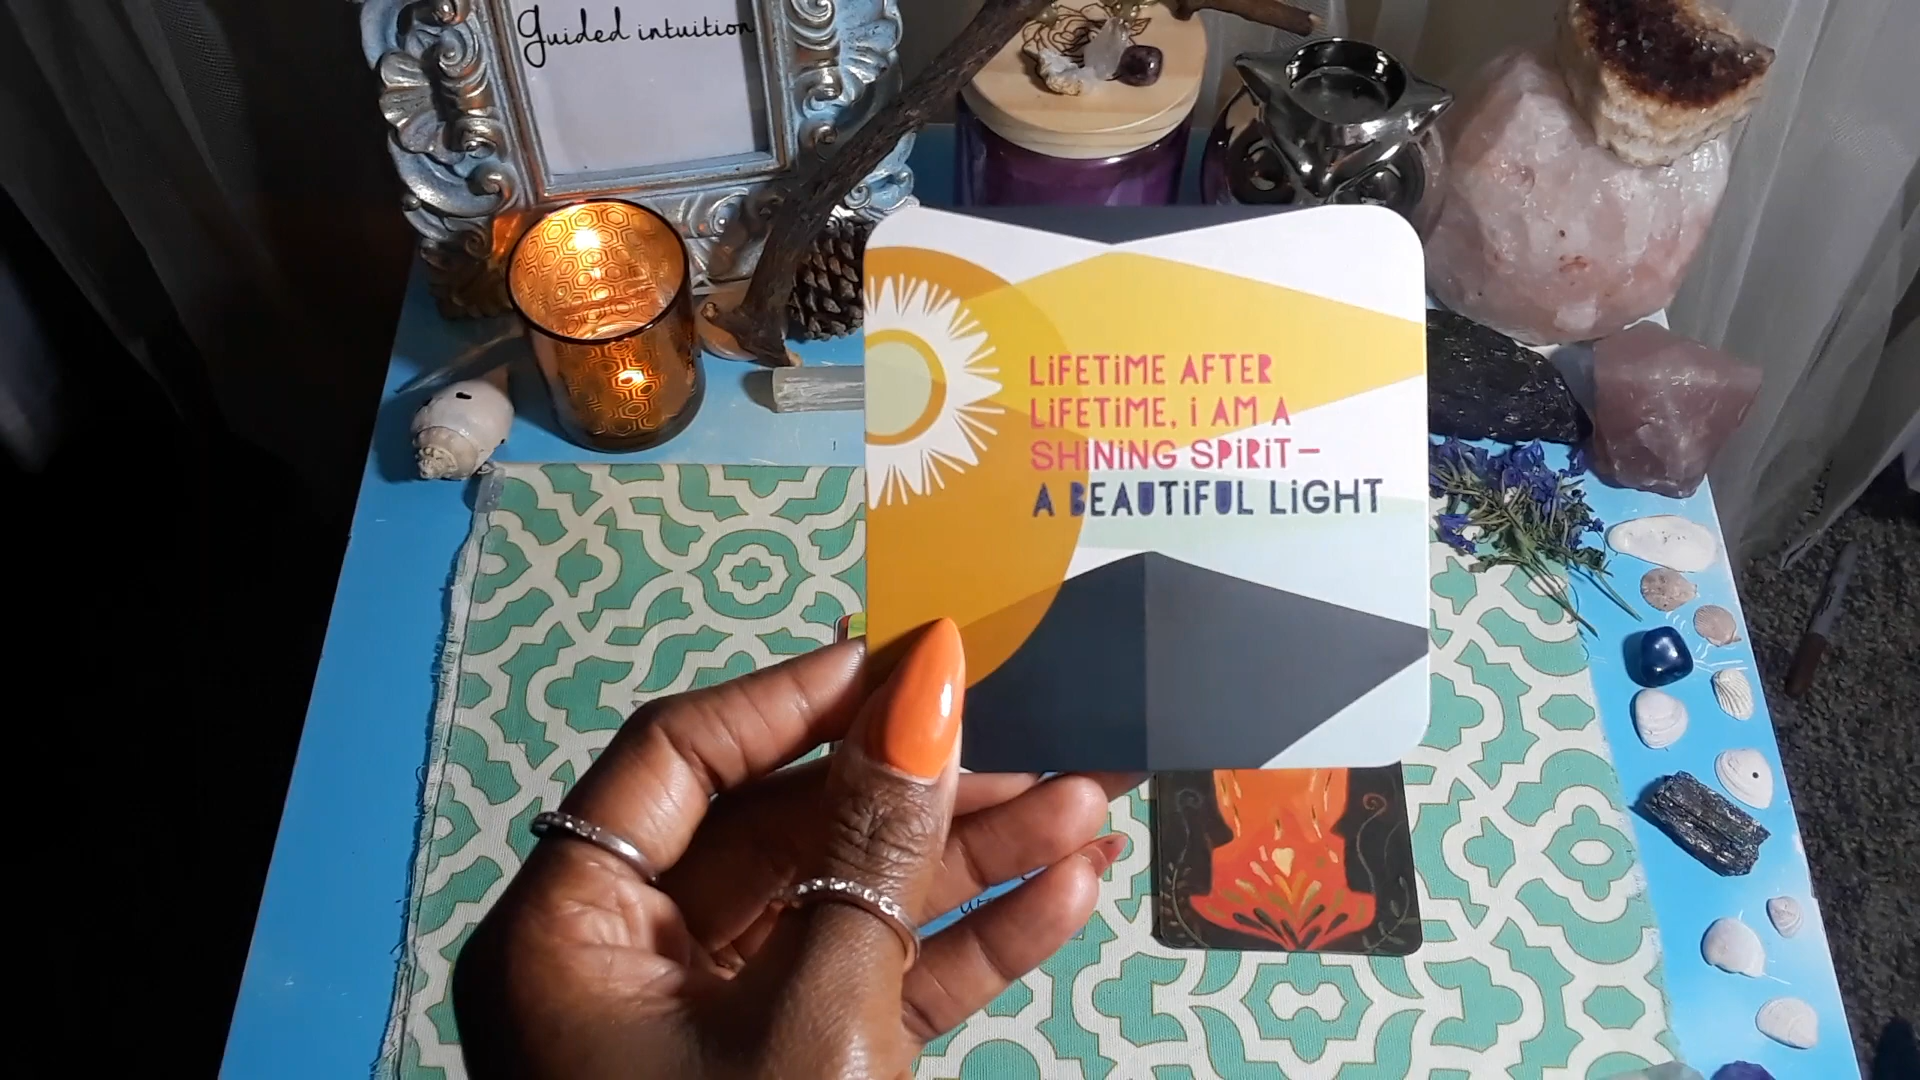 Guided intuition
LiFETiME AFTER
LiFETiME, i AM A
SHiNiNG SPiRiT—
A BEAUTiFUL LiGHT